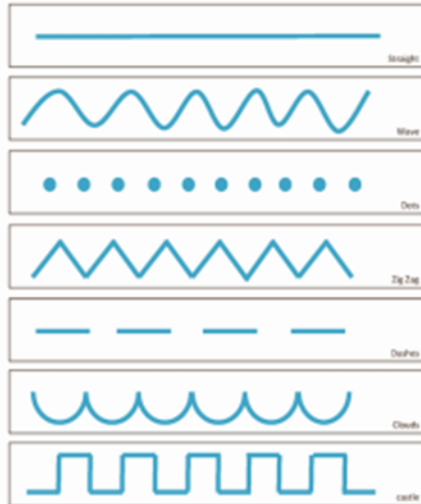 Straight
Wave
Dots
Zig Zag
Dashes
Clouds
castle